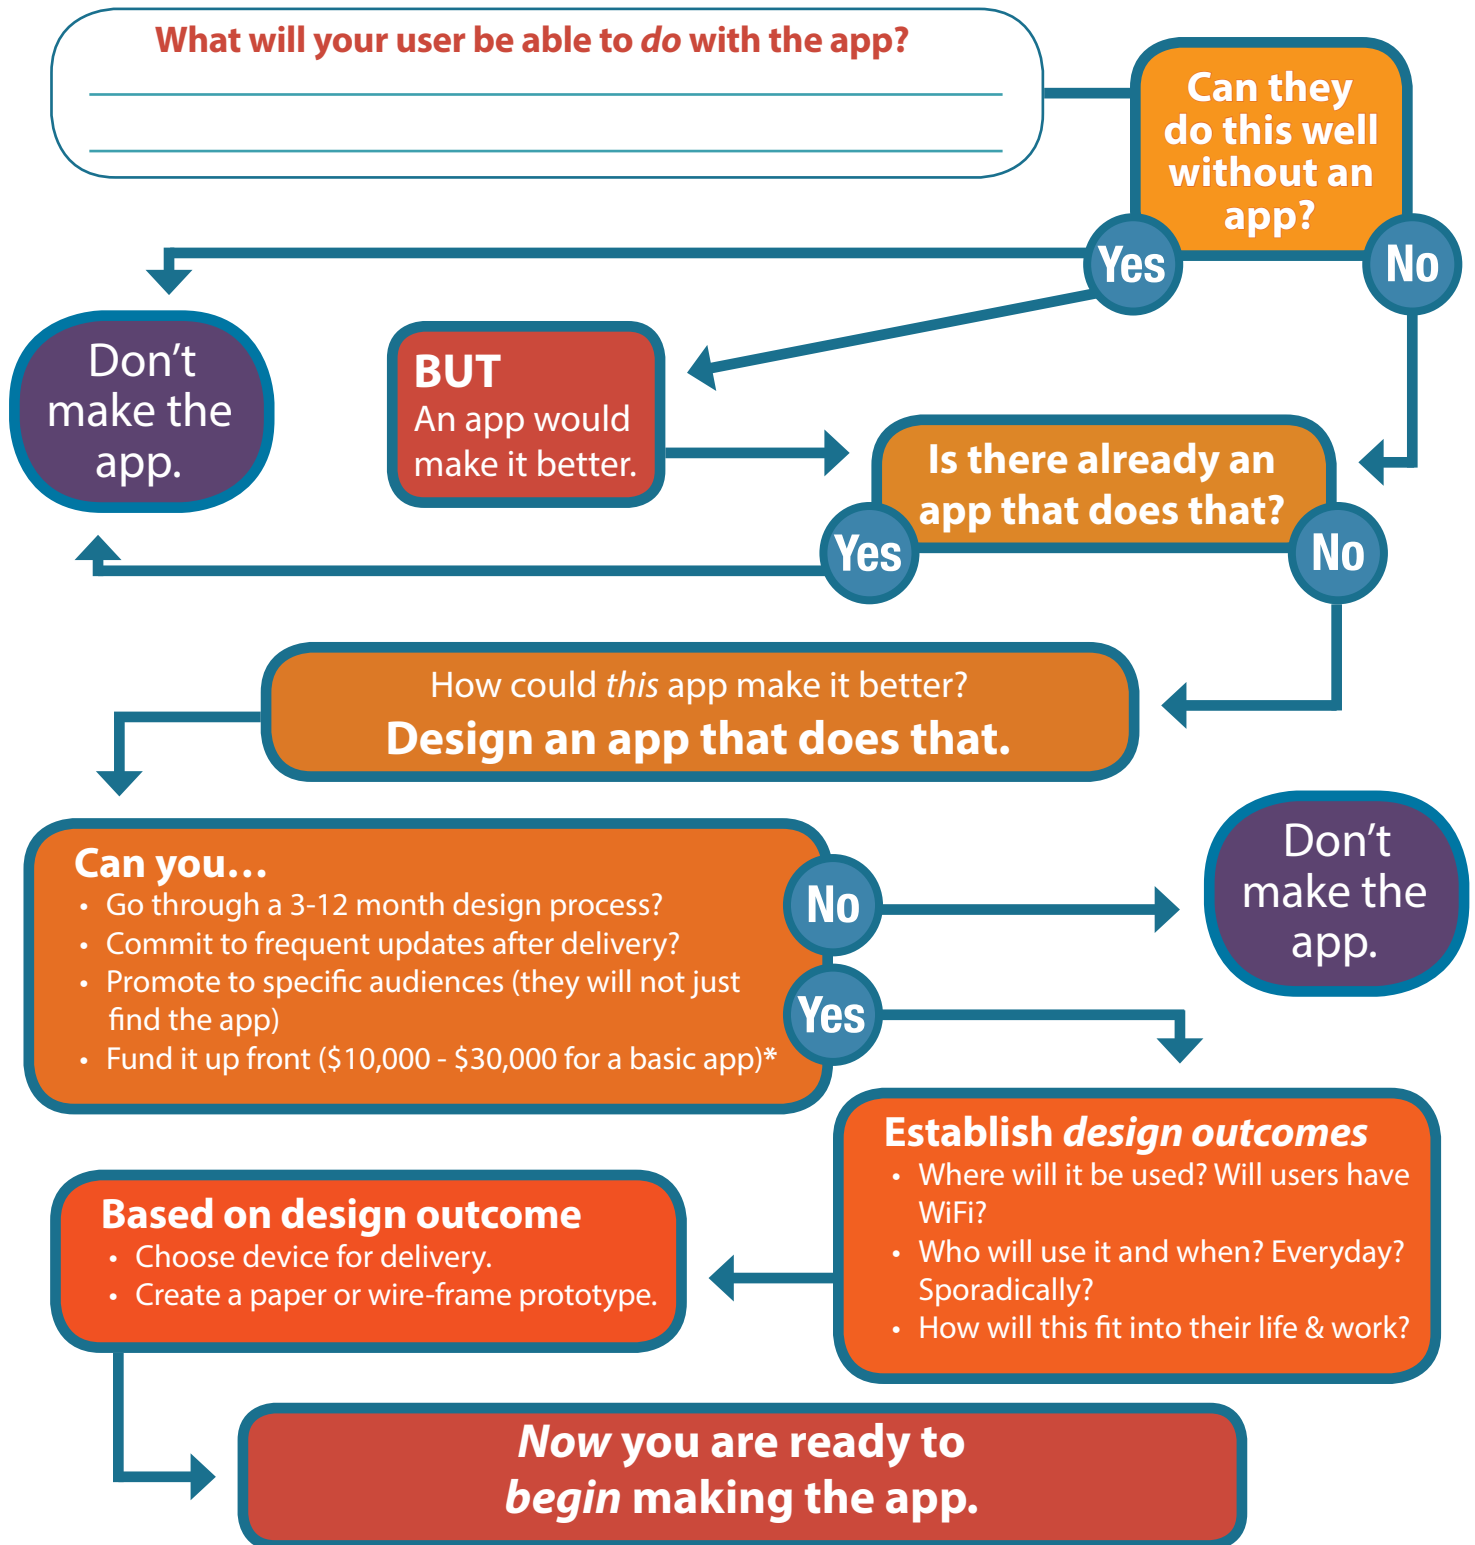 What will your user be able to do with the app?
Can they
do this well
without an
app?
Yes
No
Don't
make the
app.
BUT
An app would
make it better.
Is there already an
app that does that?
Yes
No
How could this app make it better?
Design an app that does that.
Can you…
• Go through a 3-12 month design process?
• Commit to frequent updates after delivery?
• Promote to specific audiences (they will not just
find the app)
• Fund it up front ($10,000 - $30,000 for a basic app)*
No
Yes
Don't
make the
app.
Establish design outcomes
• Where will it be used? Will users have
WiFi?
• Who will use it and when? Everyday?
Sporadically?
• How will this fit into their life & work?
Based on design outcome
• Choose device for delivery.
• Create a paper or wire-frame prototype.
Now you are ready to
begin making the app.